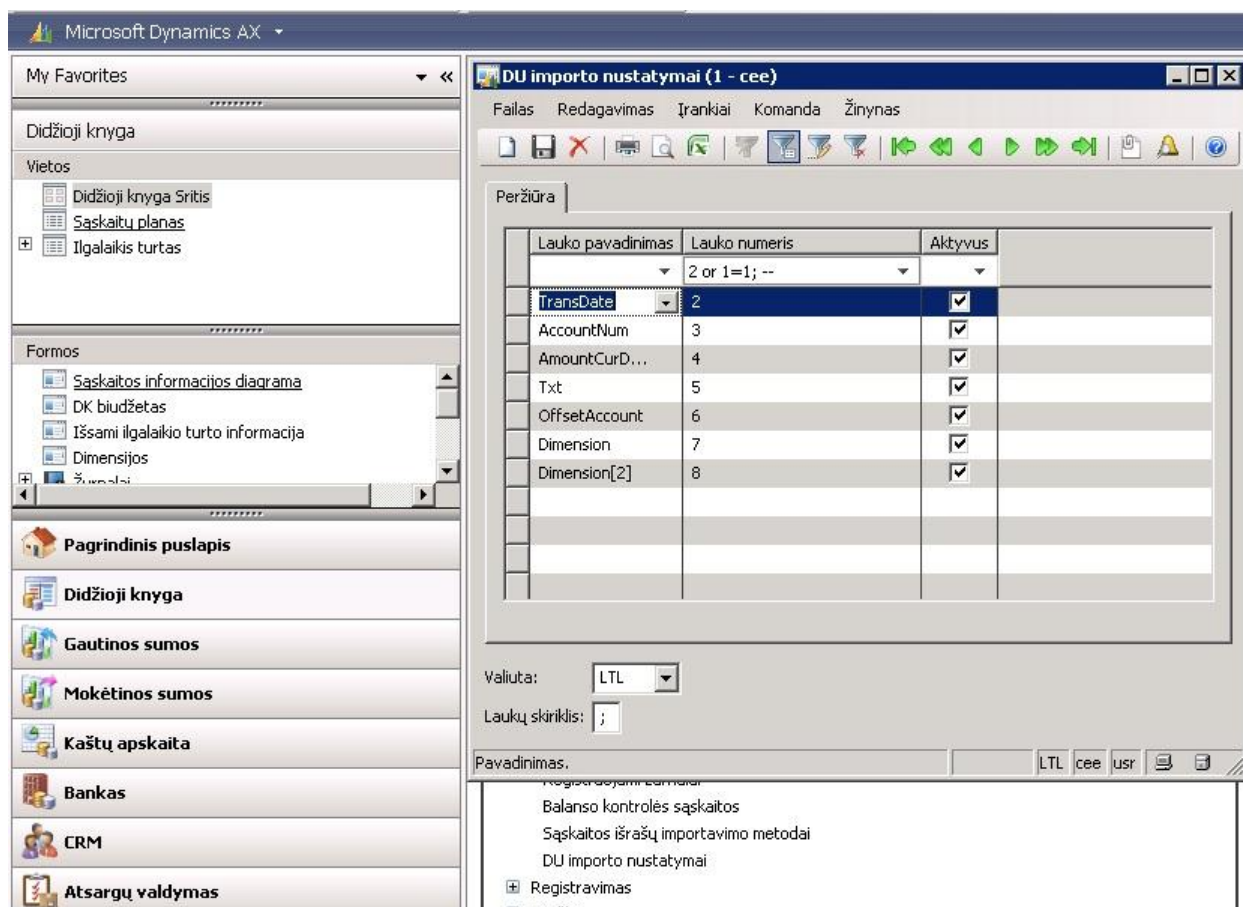 Microsoft Dynamics AX
My Favorites
Didžioji knyga
Vietos
Didžioji knyga Sritis
Sąskaitų planas
Ilgalaikis turtas
Formos
Sąskaitos informacijos diagrama
DK biudžetas
Išsami ilgalaikio turto informacija
Dimensijos
Žurnalai
Pagrindinis puslapis
Didžioji knyga
Gautinos sumos
Mokėtinos sumos
Kaštų apskaita
Bankas
CRM
Atsargų valdymas
DU importo nustatymai (1 - cee)
Failas Redagavimas Įrankiai Komanda Žinynas
Peržiūra
Lauko pavadinimas Lauko numeris Aktyvus
2 or 1=1; --
TransDate 2
AccountNum 3
AmountCurD... 4
Txt 5
OffsetAccount 6
Dimension 7
Dimension[2] 8
Valiuta: LTL
Laukų skiriklis: ;
Pavadinimas. LTL cee usr
Balanso kontrolės sąskaitos
Sąskaitos išrašų importavimo metodai
DU importo nustatymai
Registravimas